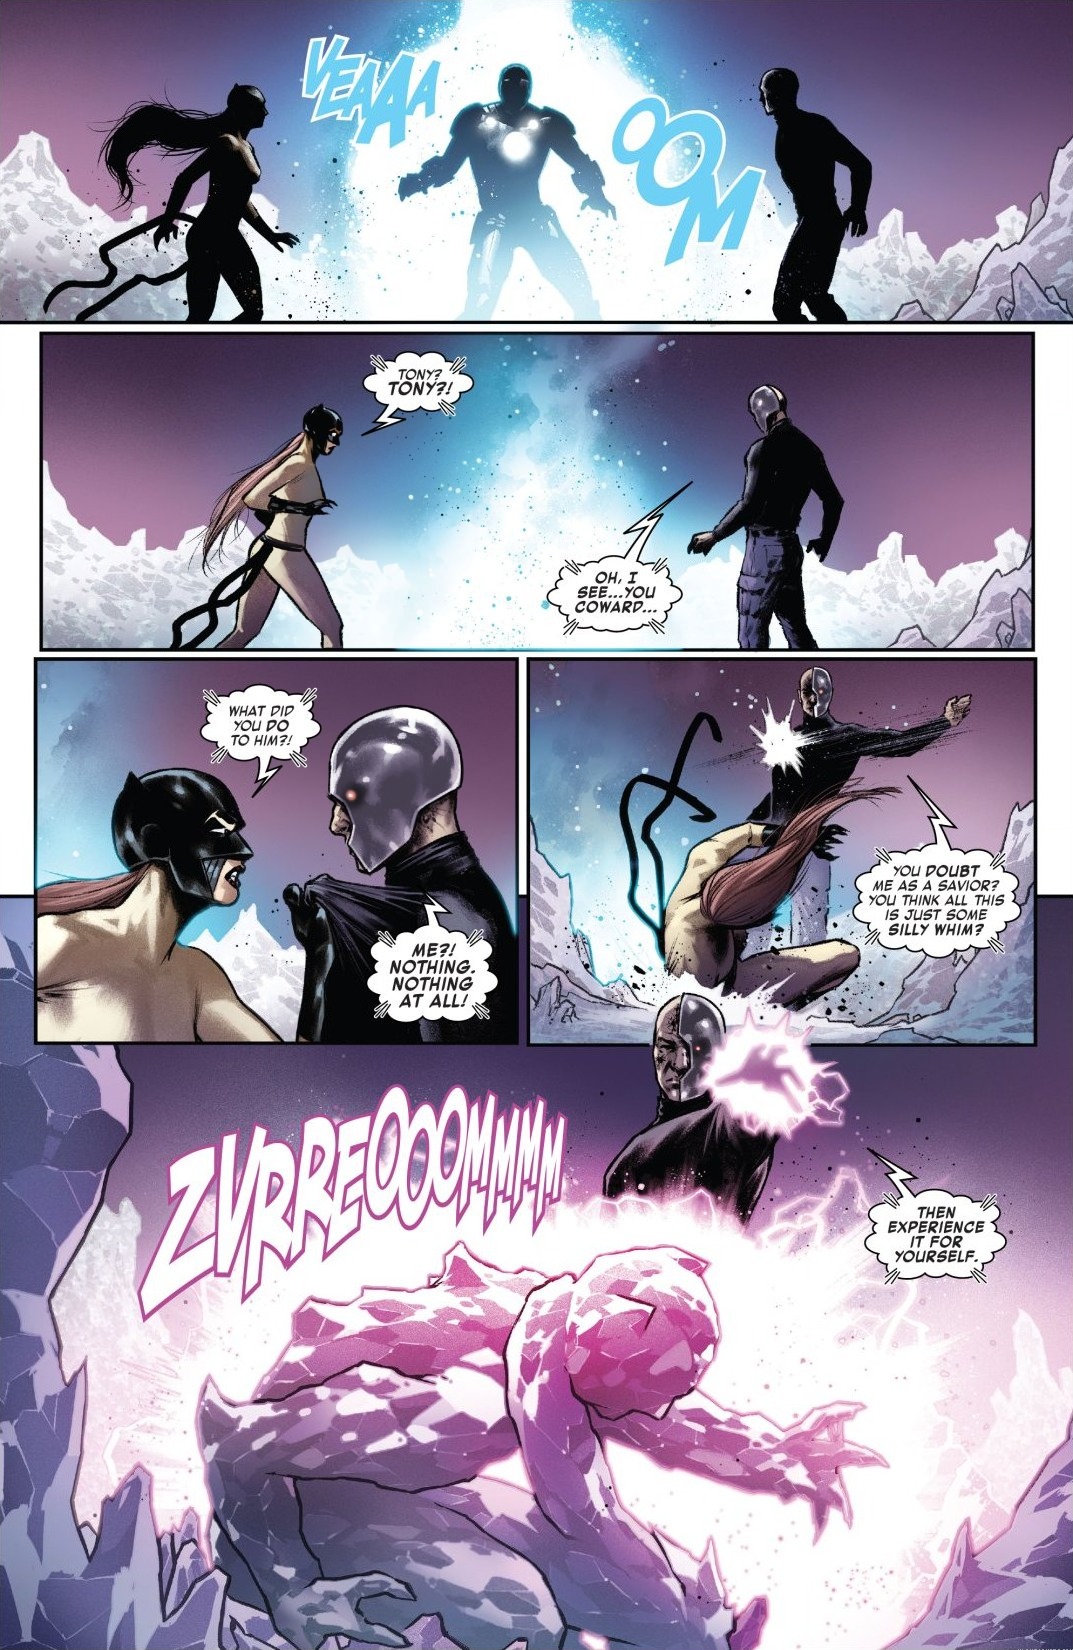 VEAAA
OOM
TONY?
TONY?!
OH, I
SEE...YOU
COWARD...
WHAT DID
YOU DO
TO HIM?!
ME?!
NOTHING.
NOTHING
AT ALL!
YOU DOUBT
ME AS A SAVIOR?
YOU THINK ALL THIS
IS JUST SOME
SILLY WHIM?
ZVRREOOOMMMM
THEN
EXPERIENCE
IT FOR
YOURSELF.